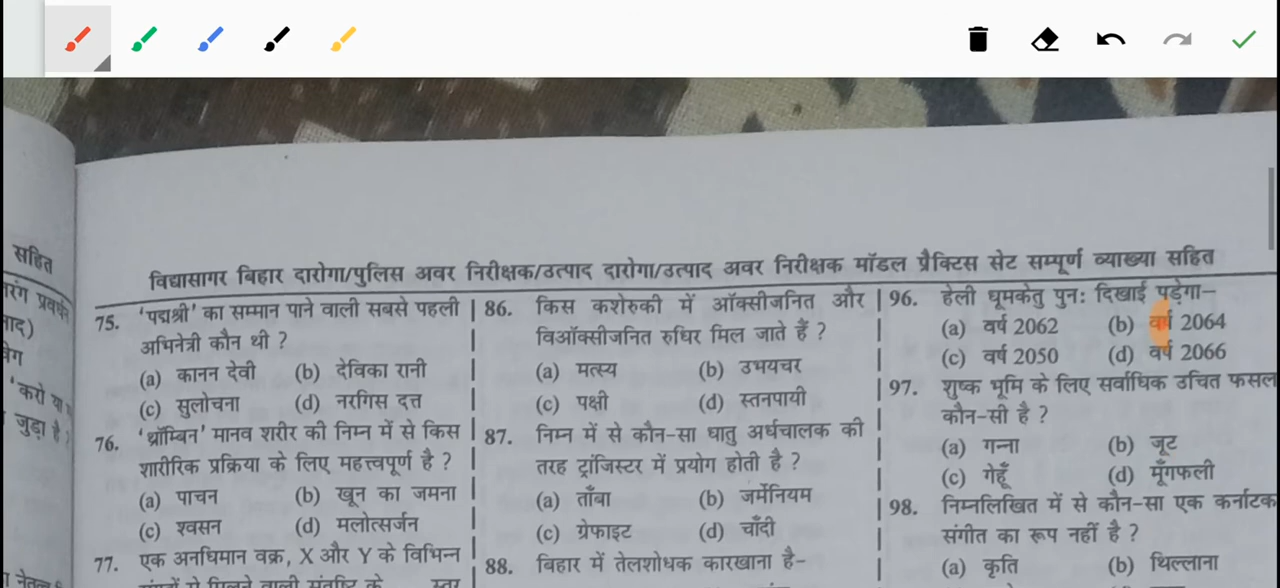 सहित
विद्यासागर बिहार दारोगा/पुलिस अवर निरीक्षक/उत्पाद दारोगा/उत्पाद अवर निरीक्षक मॉडल प्रैक्टिस सेट सम्पूर्ण व्याख्या सहित
75. 'पद्मश्री' का सम्मान पाने वाली सबसे पहली
अभिनेत्री कौन थी ?
(a) कानन देवी (b) देविका रानी
(c) सुलोचना (d) नरगिस दत्त
76. 'थ्रॉम्बिन' मानव शरीर की निम्न में से किस
शारीरिक प्रक्रिया के लिए महत्त्वपूर्ण है ?
(a) पाचन (b) खून का जमना
(c) श्वसन (d) मलोत्सर्जन
77. एक अनधिमान वक्र, X और Y के विभिन्न
86. किस कशेरुकी में ऑक्सीजनित और
विऑक्सीजनित रुधिर मिल जाते हैं ?
(a) मत्स्य (b) उभयचर
(c) पक्षी (d) स्तनपायी
87. निम्न में से कौन-सा धातु अर्धचालक की
तरह ट्रांजिस्टर में प्रयोग होती है ?
(a) ताँबा (b) जर्मेनियम
(c) ग्रेफाइट (d) चाँदी
88. बिहार में तेलशोधक कारखाना है–
96. हेली धूमकेतु पुन: दिखाई पड़ेगा–
(a) वर्ष 2062 (b) वर्ष 2064
(c) वर्ष 2050 (d) वर्ष 2066
97. शुष्क भूमि के लिए सर्वाधिक उचित फसल
कौन-सी है ?
(a) गन्ना (b) जूट
(c) गेहूँ (d) मूँगफली
98. निम्नलिखित में से कौन-सा एक कर्नाटक
संगीत का रूप नहीं है ?
(a) कृति (b) थिल्लाना